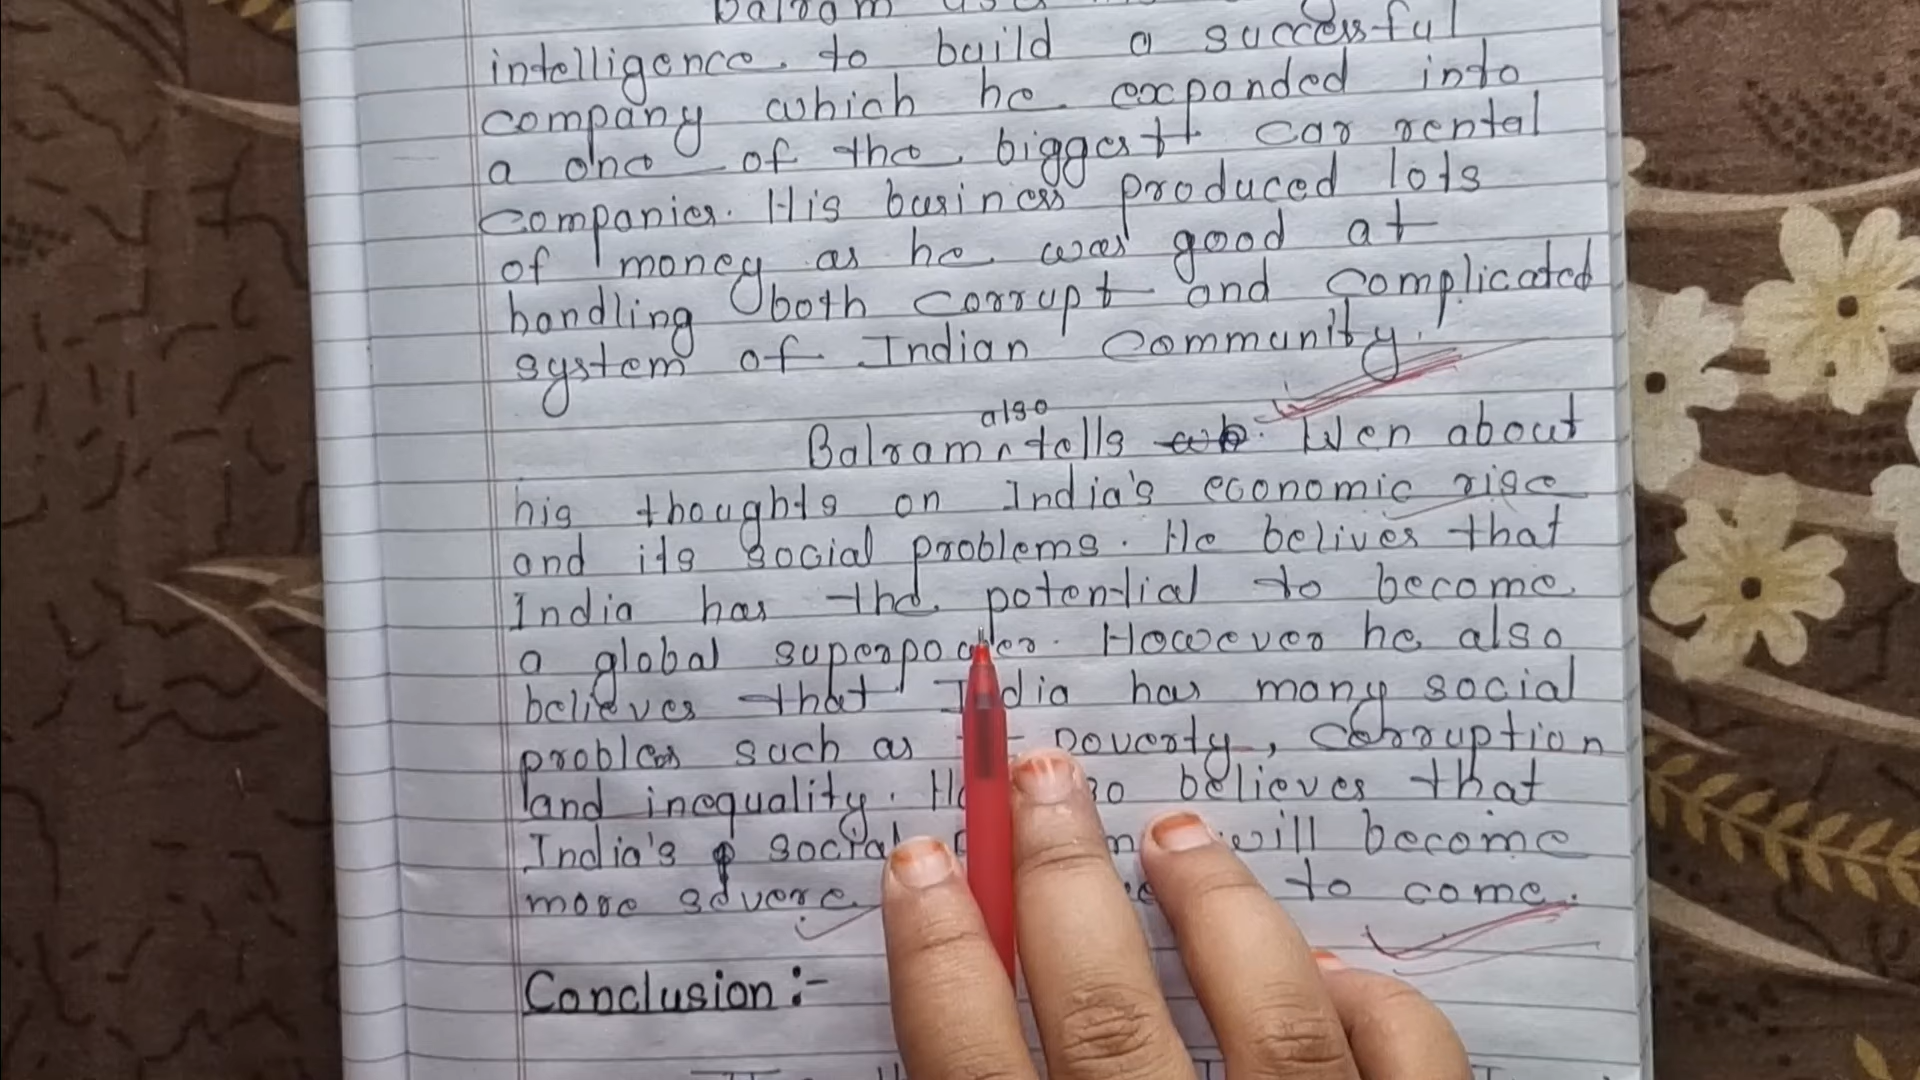 Balram
intelligence to build a successful
company which he expanded into
a one of the biggest car rental
companies. His business produced lots
of money as he was good at
handling both corrupt and complicated
system of Indian Community.
also
Balram ^ tells Wen about
his thoughts on India's economic rise
and its social problems. He belives that
India has the potential to become
a global superpower. However he also
believes that India has many social
probles such as poverty, corruption
and inequality. believes that
India's social will become
more advere to come.
Conclusion :-